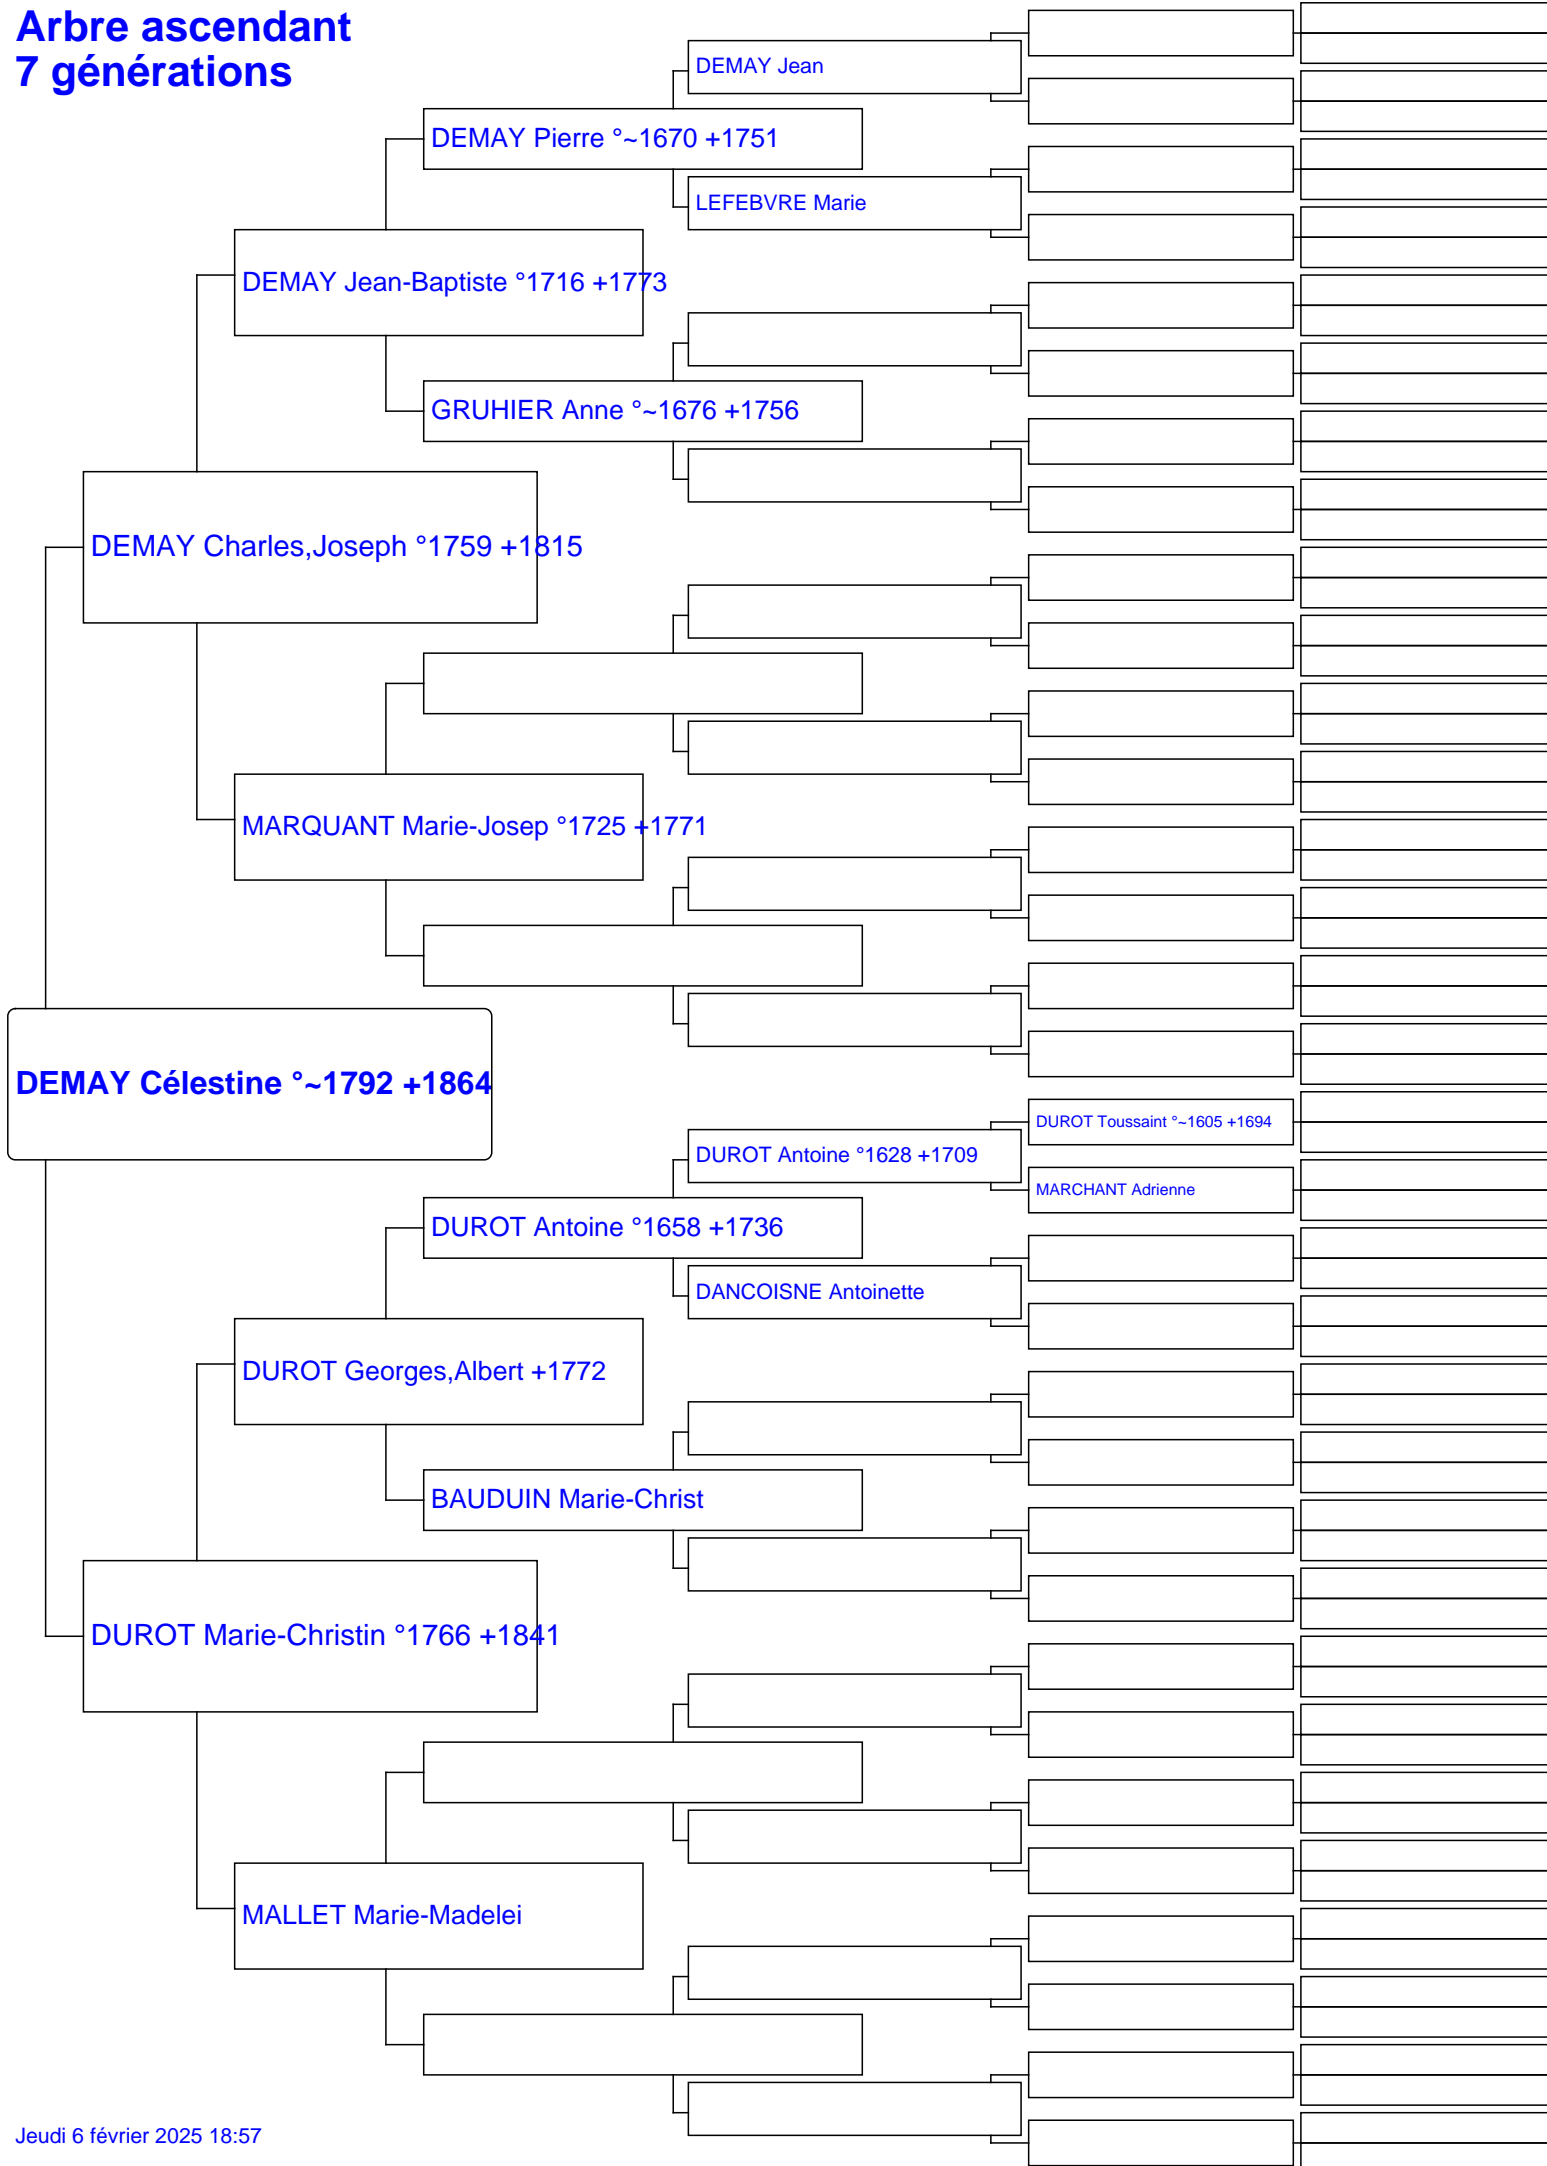 Arbre ascendant
7 générations
DEMAY Jean
DEMAY Pierre °~1670 +1751
LEFEBVRE Marie
DEMAY Jean-Baptiste °1716 +1773
GRUHIER Anne °~1676 +1756
DEMAY Charles,Joseph °1759 +1815
MARQUANT Marie-Josep °1725 +1771
DEMAY Célestine °~1792 +1864
DUROT Toussaint °~1605 +1694
DUROT Antoine °1628 +1709
MARCHANT Adrienne
DUROT Antoine °1658 +1736
DANCOISNE Antoinette
DUROT Georges,Albert +1772
BAUDUIN Marie-Christ
DUROT Marie-Christin °1766 +1841
MALLET Marie-Madelei
Jeudi 6 février 2025 18:57